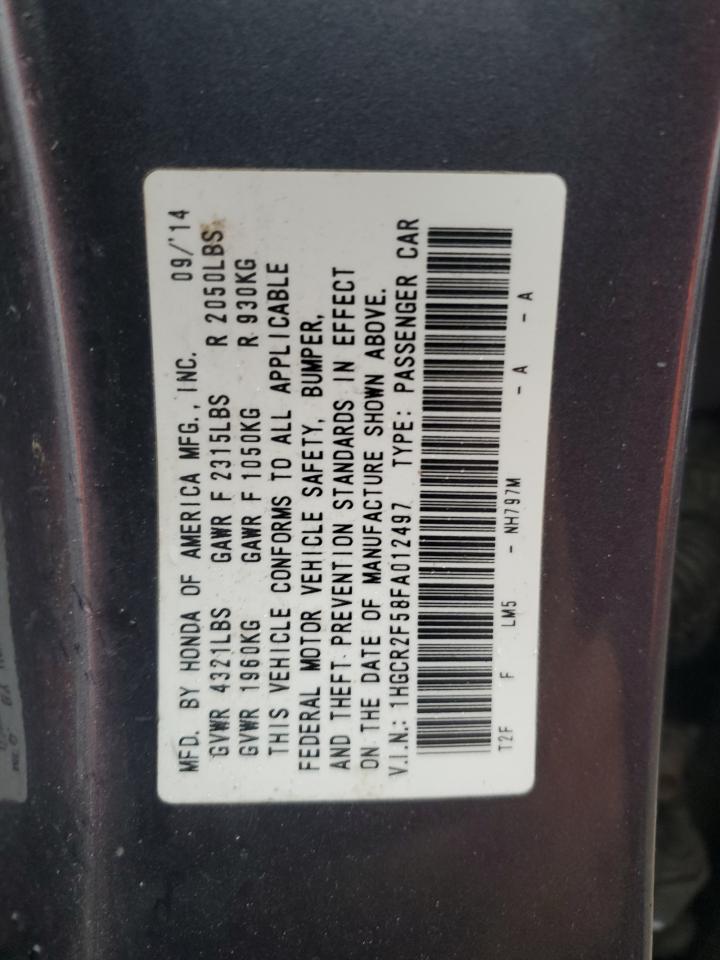 MFD. BY HONDA OF AMERICA MFG., INC. 09/'14
GVWR 4321LBS GAWR F 2315LBS R 2050LBS
GVWR 1960KG GAWR F 1050KG R 930KG
THIS VEHICLE CONFORMS TO ALL APPLICABLE
FEDERAL MOTOR VEHICLE SAFETY, BUMPER,
AND THEFT PREVENTION STANDARDS IN EFFECT
ON THE DATE OF MANUFACTURE SHOWN ABOVE.
V.I.N.: 1HGCR2F58FA012497 TYPE: PASSENGER CAR
T2F F LM5 - NH797M - A - A